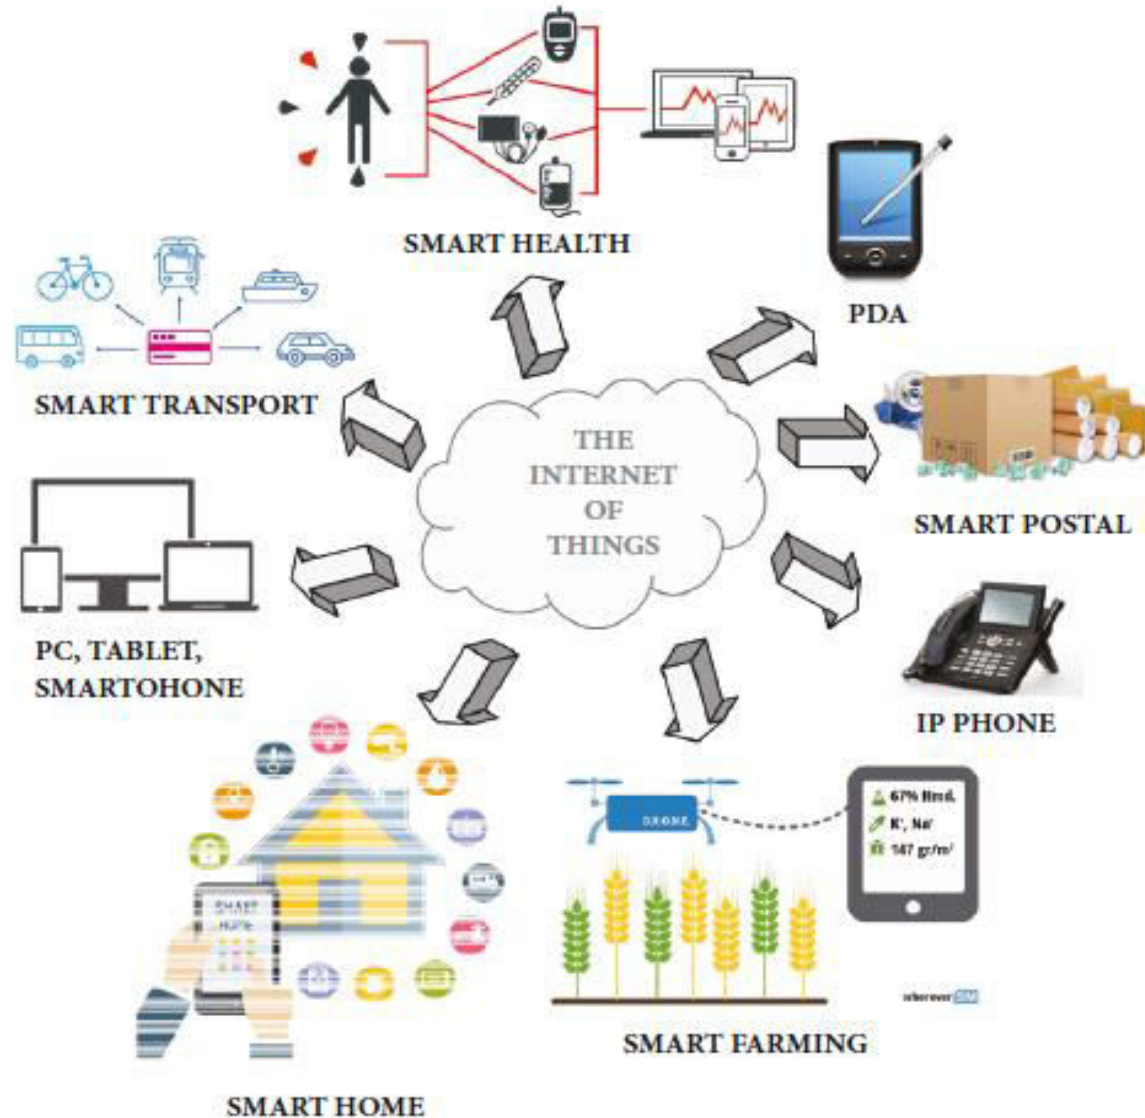 SMART HEALTH
PDA
SMART TRANSPORT
THE
INTERNET
OF
THINGS
SMART POSTAL
PC, TABLET,
SMARTOHONE
IP PHONE
DRONE
67% Hmd.
K⁺, Na⁺
147 gr/m²
SMART
HOME
SMART FARMING
SMART HOME